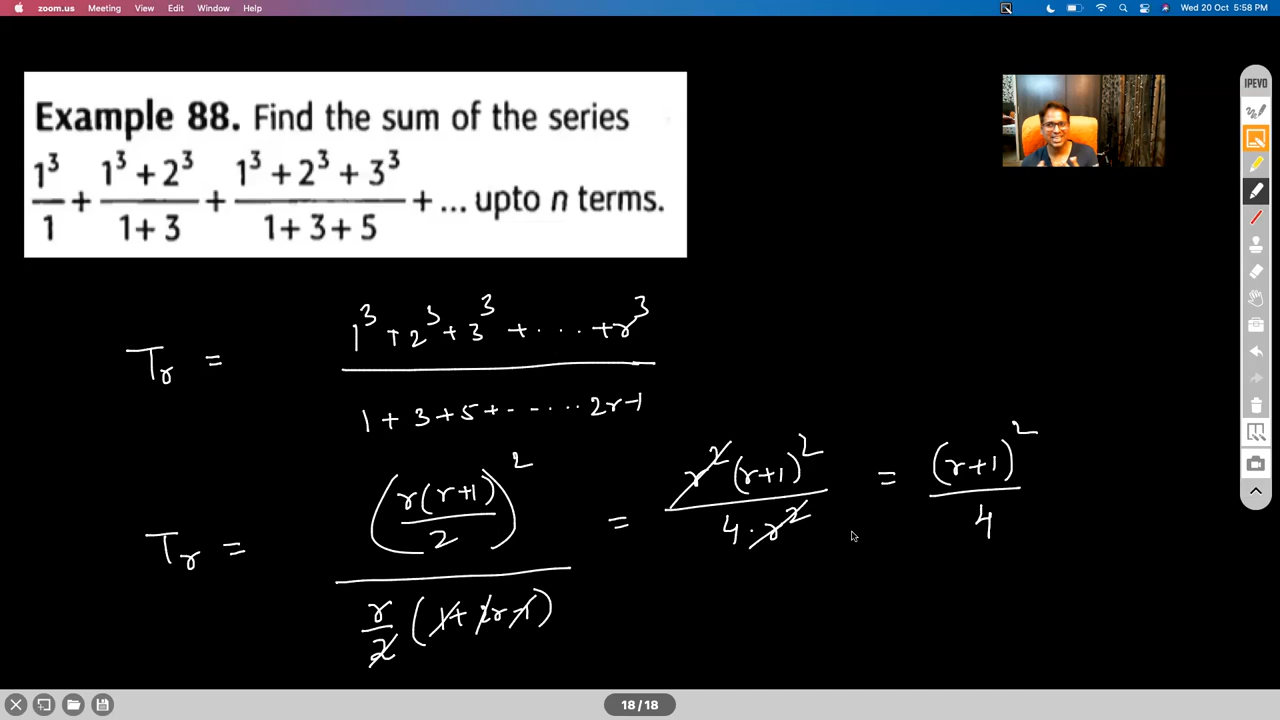 zoom.us Meeting View Edit Window Help Wed 20 Oct 5:58 PM
IPEVO
Example 88. Find the sum of the series
1³/1 + (1³ + 2³)/(1 + 3) + (1³ + 2³ + 3³)/(1 + 3 + 5) + ... upto n terms.
T_r = (1³ + 2³ + 3³ + ..... + r³)/(1 + 3 + 5 + ...... 2r-1)
T_r = (r(r+1)/2)² / (r/2 (1 + 2r - 1)) = r²(r+1)² / (4 · r²) = (r+1)² / 4
18 / 18